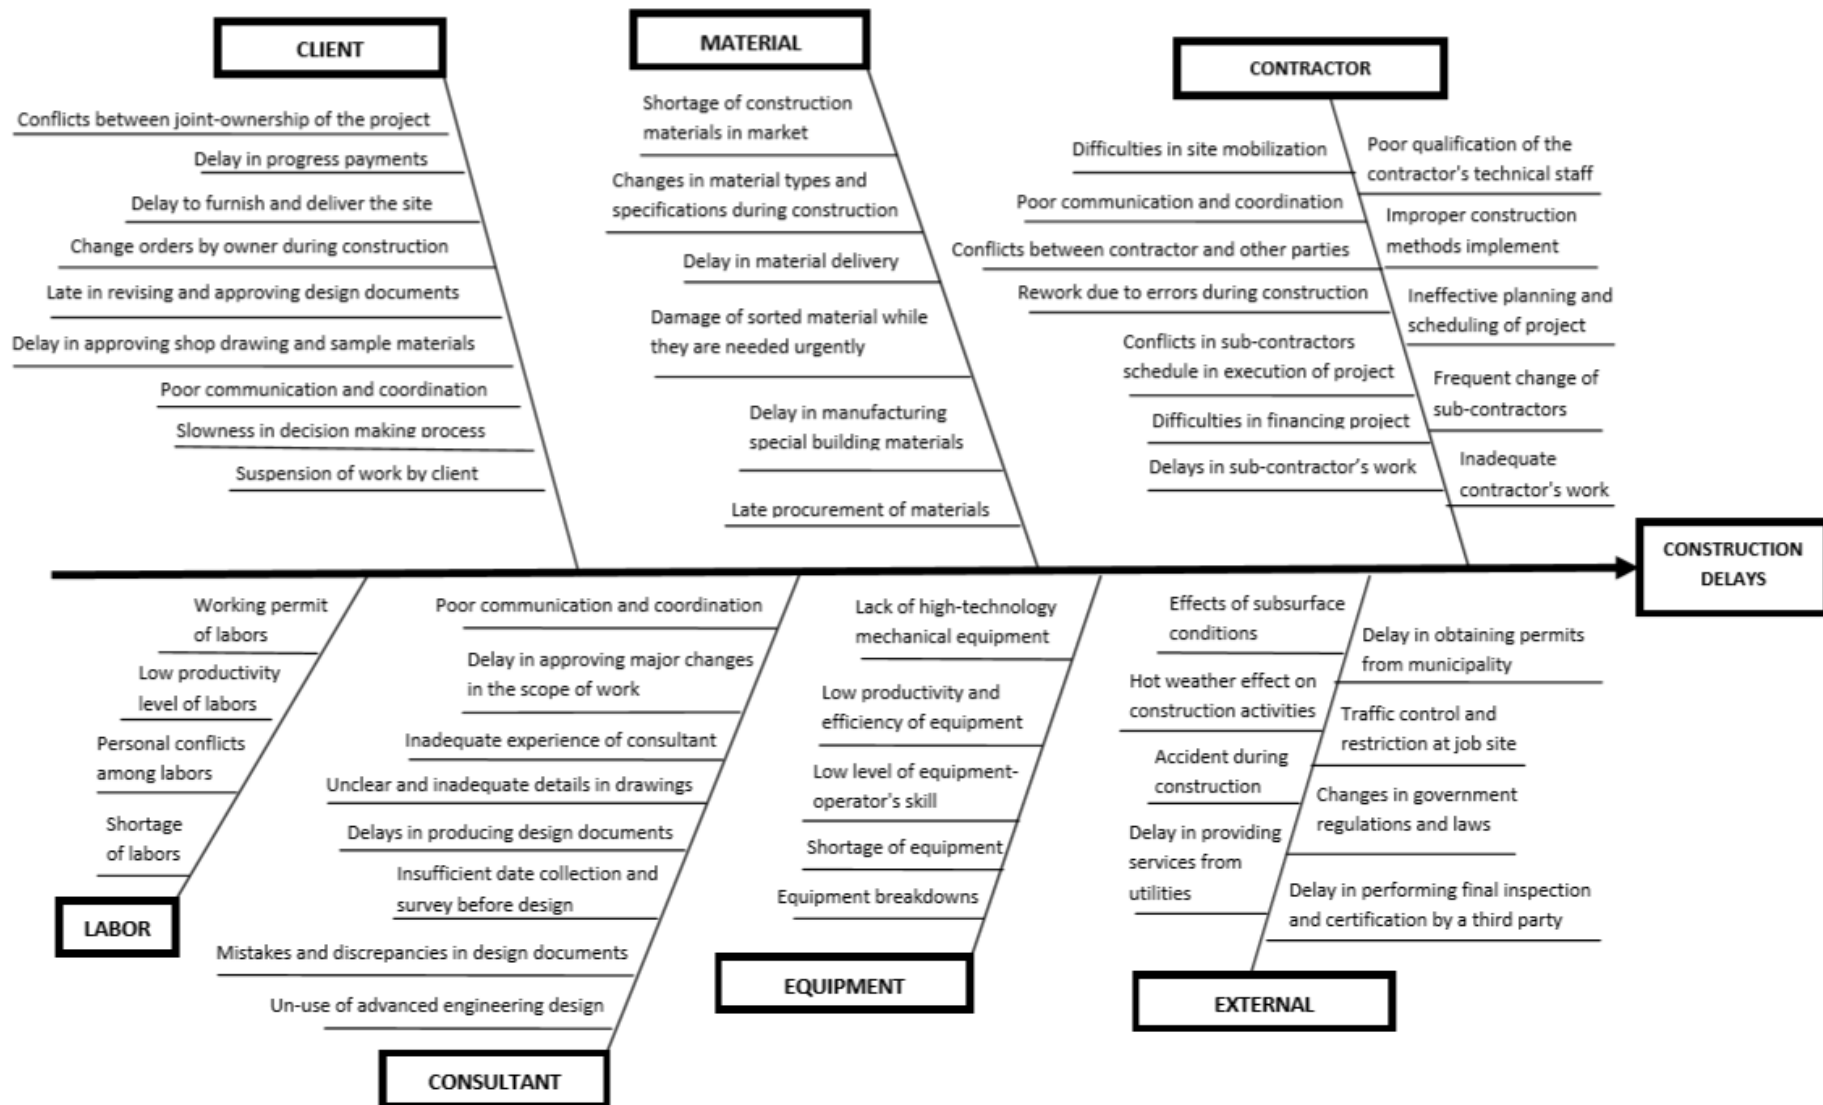 CLIENT
Conflicts between joint-ownership of the project
Delay in progress payments
Delay to furnish and deliver the site
Change orders by owner during construction
Late in revising and approving design documents
Delay in approving shop drawing and sample materials
Poor communication and coordination
Slowness in decision making process
Suspension of work by client
MATERIAL
Shortage of construction
materials in market
Changes in material types and
specifications during construction
Delay in material delivery
Damage of sorted material while
they are needed urgently
Delay in manufacturing
special building materials
Late procurement of materials
CONTRACTOR
Difficulties in site mobilization
Poor communication and coordination
Conflicts between contractor and other parties
Rework due to errors during construction
Conflicts in sub-contractors
schedule in execution of project
Difficulties in financing project
Delays in sub-contractor's work
Poor qualification of the
contractor's technical staff
Improper construction
methods implement
Ineffective planning and
scheduling of project
Frequent change of
sub-contractors
Inadequate
contractor's work
CONSTRUCTION
DELAYS
Working permit
of labors
Low productivity
level of labors
Personal conflicts
among labors
Shortage
of labors
LABOR
Poor communication and coordination
Delay in approving major changes
in the scope of work
Inadequate experience of consultant
Unclear and inadequate details in drawings
Delays in producing design documents
Insufficient date collection and
survey before design
Mistakes and discrepancies in design documents
Un-use of advanced engineering design
CONSULTANT
Lack of high-technology
mechanical equipment
Low productivity and
efficiency of equipment
Low level of equipment-
operator's skill
Shortage of equipment
Equipment breakdowns
EQUIPMENT
Effects of subsurface
conditions
Hot weather effect on
construction activities
Accident during
construction
Delay in providing
services from
utilities
Delay in obtaining permits
from municipality
Traffic control and
restriction at job site
Changes in government
regulations and laws
Delay in performing final inspection
and certification by a third party
EXTERNAL